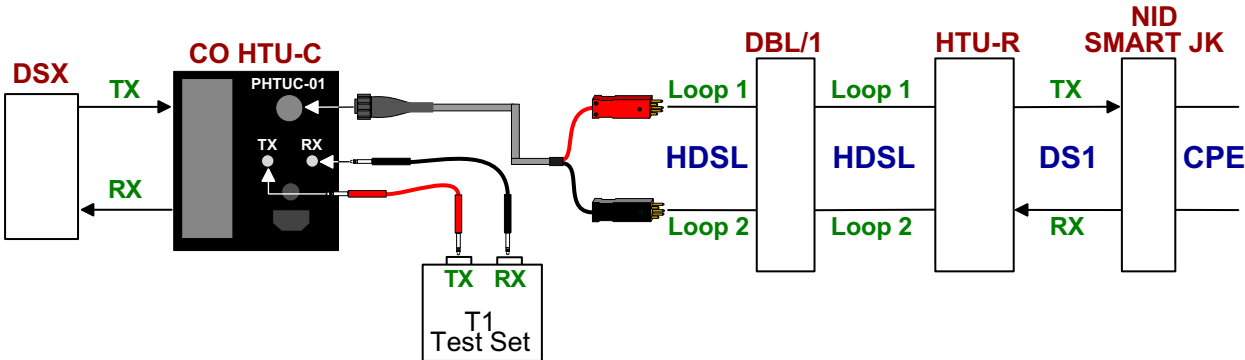 NID
SMART JK
DBL/1
HTU-R
CO HTU-C
DSX
PHTUC-01
TX
Loop 1
Loop 1
TX
TX
RX
HDSL
HDSL
DS1
CPE
RX
Loop 2
Loop 2
RX
TX
RX
T1
Test Set